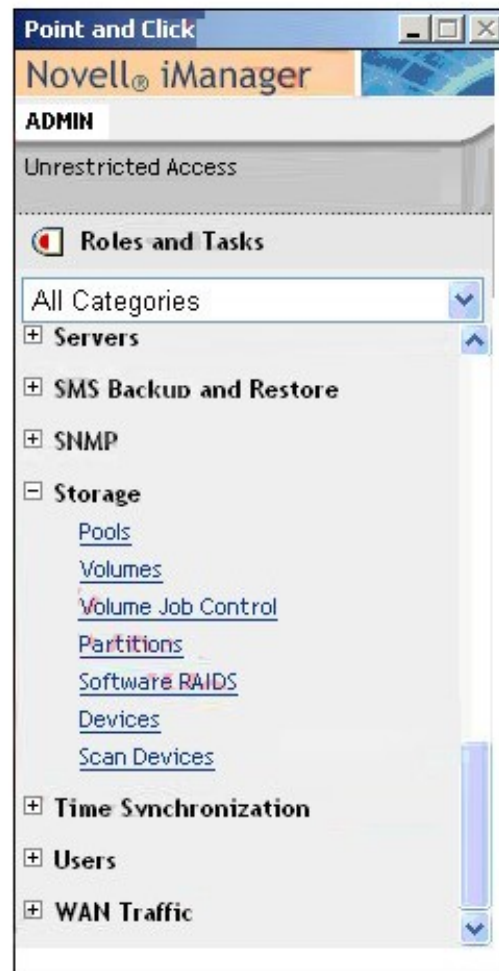 Point and Click
Novell® iManager
ADMIN
Unrestricted Access
Roles and Tasks
All Categories
Servers
SMS Backup and Restore
SNMP
Storage
Pools
Volumes
Volume Job Control
Partitions
Software RAIDS
Devices
Scan Devices
Time Synchronization
Users
WAN Traffic